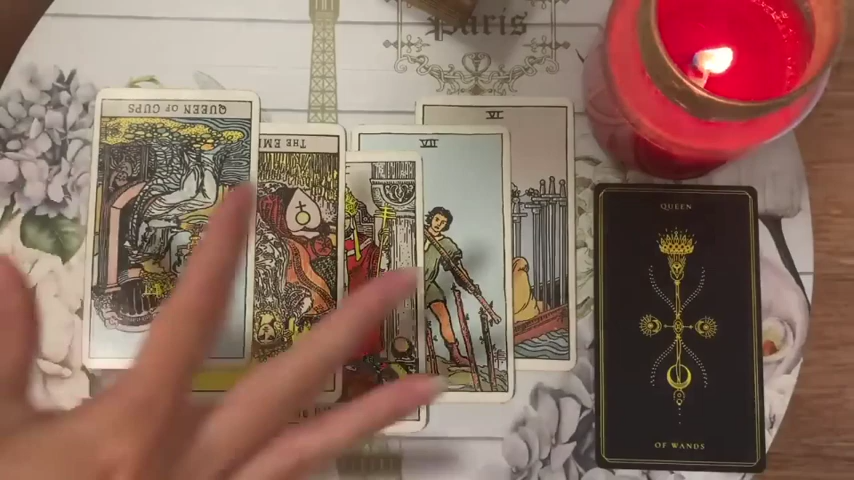 Paris
QUEEN of CUPS
THE EM
VII
VI
QUEEN
OF WANDS